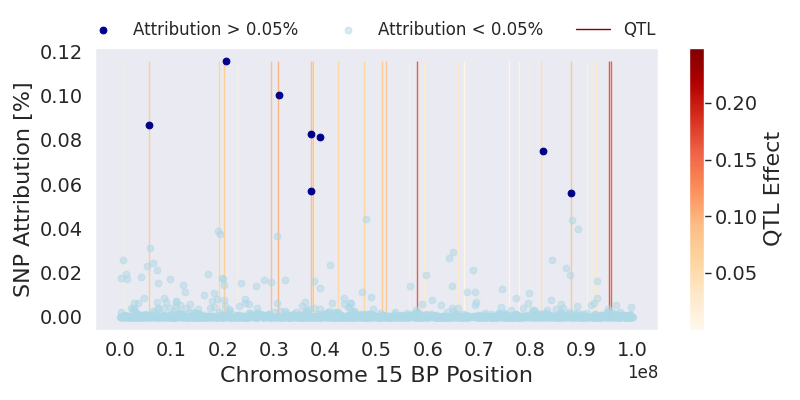 Attribution > 0.05% Attribution < 0.05% QTL
SNP Attribution [%]
0.12
0.10
0.08
0.06
0.04
0.02
0.00
0.0 0.1 0.2 0.3 0.4 0.5 0.6 0.7 0.8 0.9 1.0
1e8
Chromosome 15 BP Position
0.20
0.15
0.10
0.05
QTL Effect